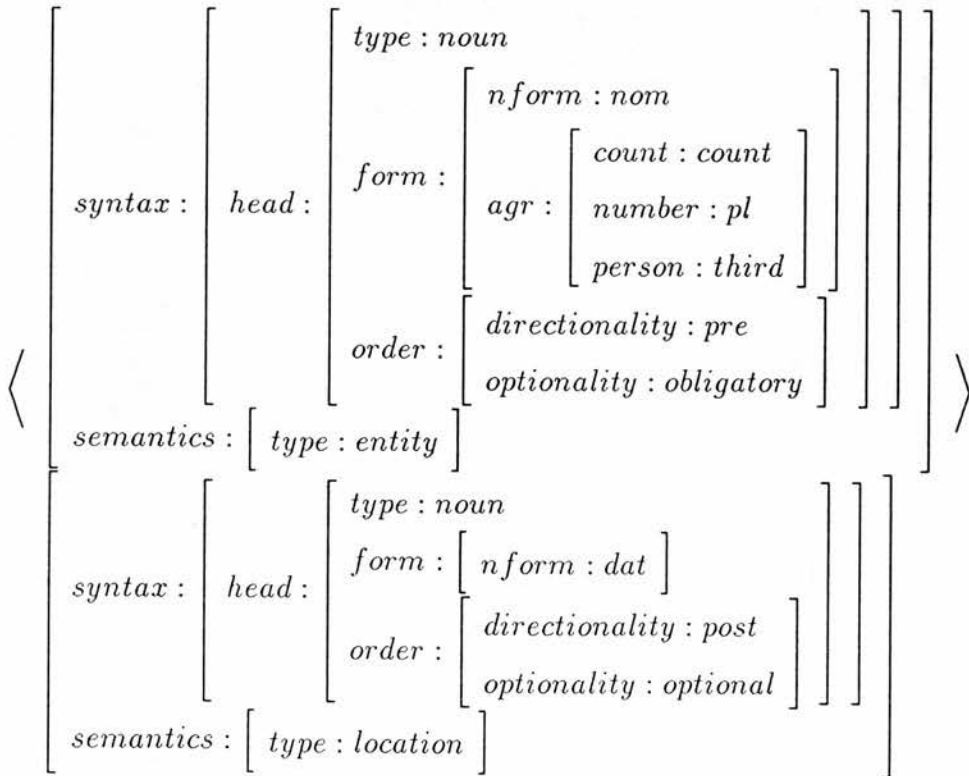 type : noun
nform : nom
count : count
form :
syntax : head : agr : number : pl
person : third
directionality : pre
order :
optionality : obligatory
semantics : [ type : entity ]
type : noun
form : [ nform : dat ]
syntax : head :
directionality : post
order :
optionality : optional
semantics : [ type : location ]